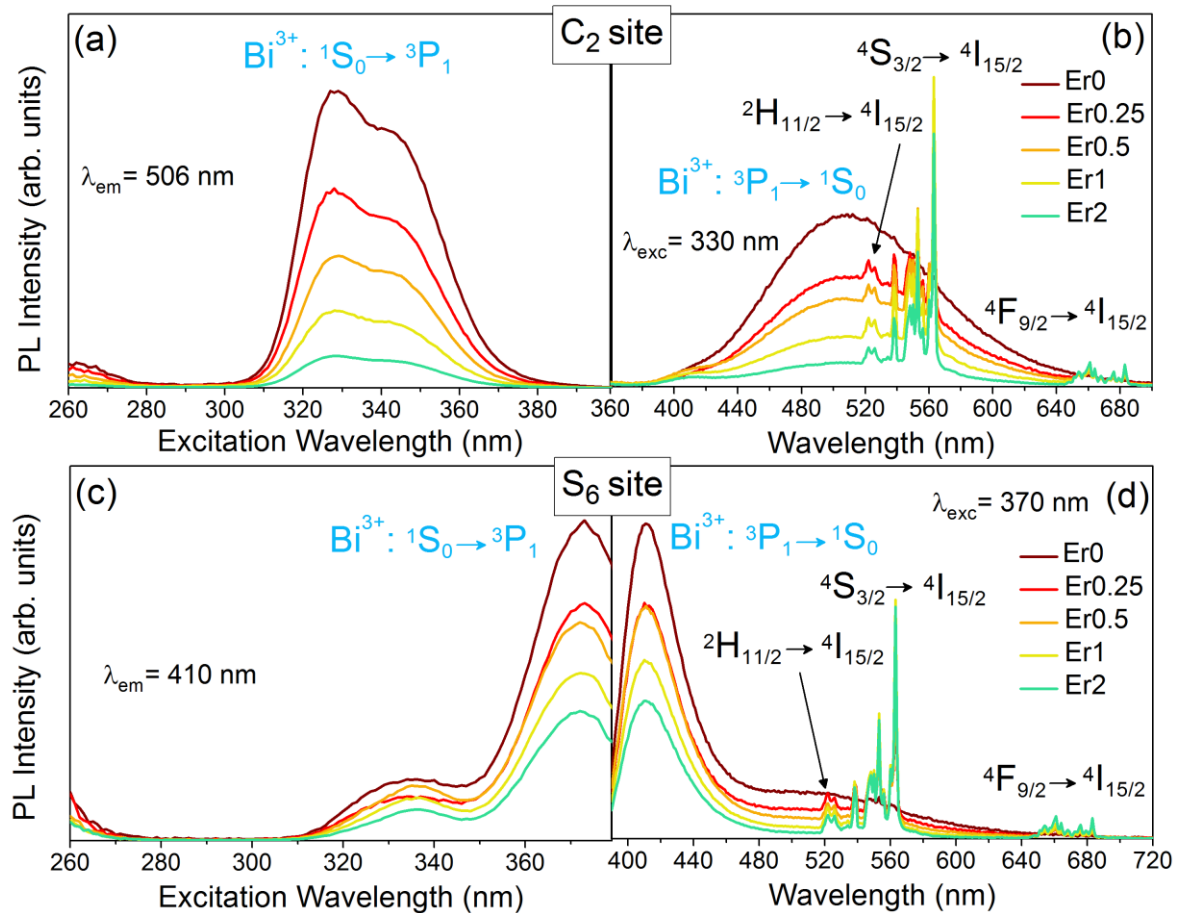 (a)
Bi³⁺: ¹S₀→ ³P₁
C₂ site
(b)
⁴S₃/₂→ ⁴I₁₅/₂
²H₁₁/₂→ ⁴I₁₅/₂
Er0
Er0.25
Er0.5
Er1
Er2
λem= 506 nm
Bi³⁺: ³P₁→ ¹S₀
λexc= 330 nm
⁴F₉/₂→ ⁴I₁₅/₂
PL Intensity (arb. units)
260 280 300 320 340 360 380 360 400 440 480 520 560 600 640 680
Excitation Wavelength (nm)
Wavelength (nm)
(c)
S₆ site
(d)
λexc= 370 nm
Bi³⁺: ¹S₀→ ³P₁
Bi³⁺: ³P₁→ ¹S₀
Er0
Er0.25
Er0.5
Er1
Er2
⁴S₃/₂→ ⁴I₁₅/₂
²H₁₁/₂→ ⁴I₁₅/₂
λem= 410 nm
⁴F₉/₂→ ⁴I₁₅/₂
PL Intensity (arb. units)
260 280 300 320 340 360 380 400 440 480 520 560 600 640 680 720
Excitation Wavelength (nm)
Wavelength (nm)